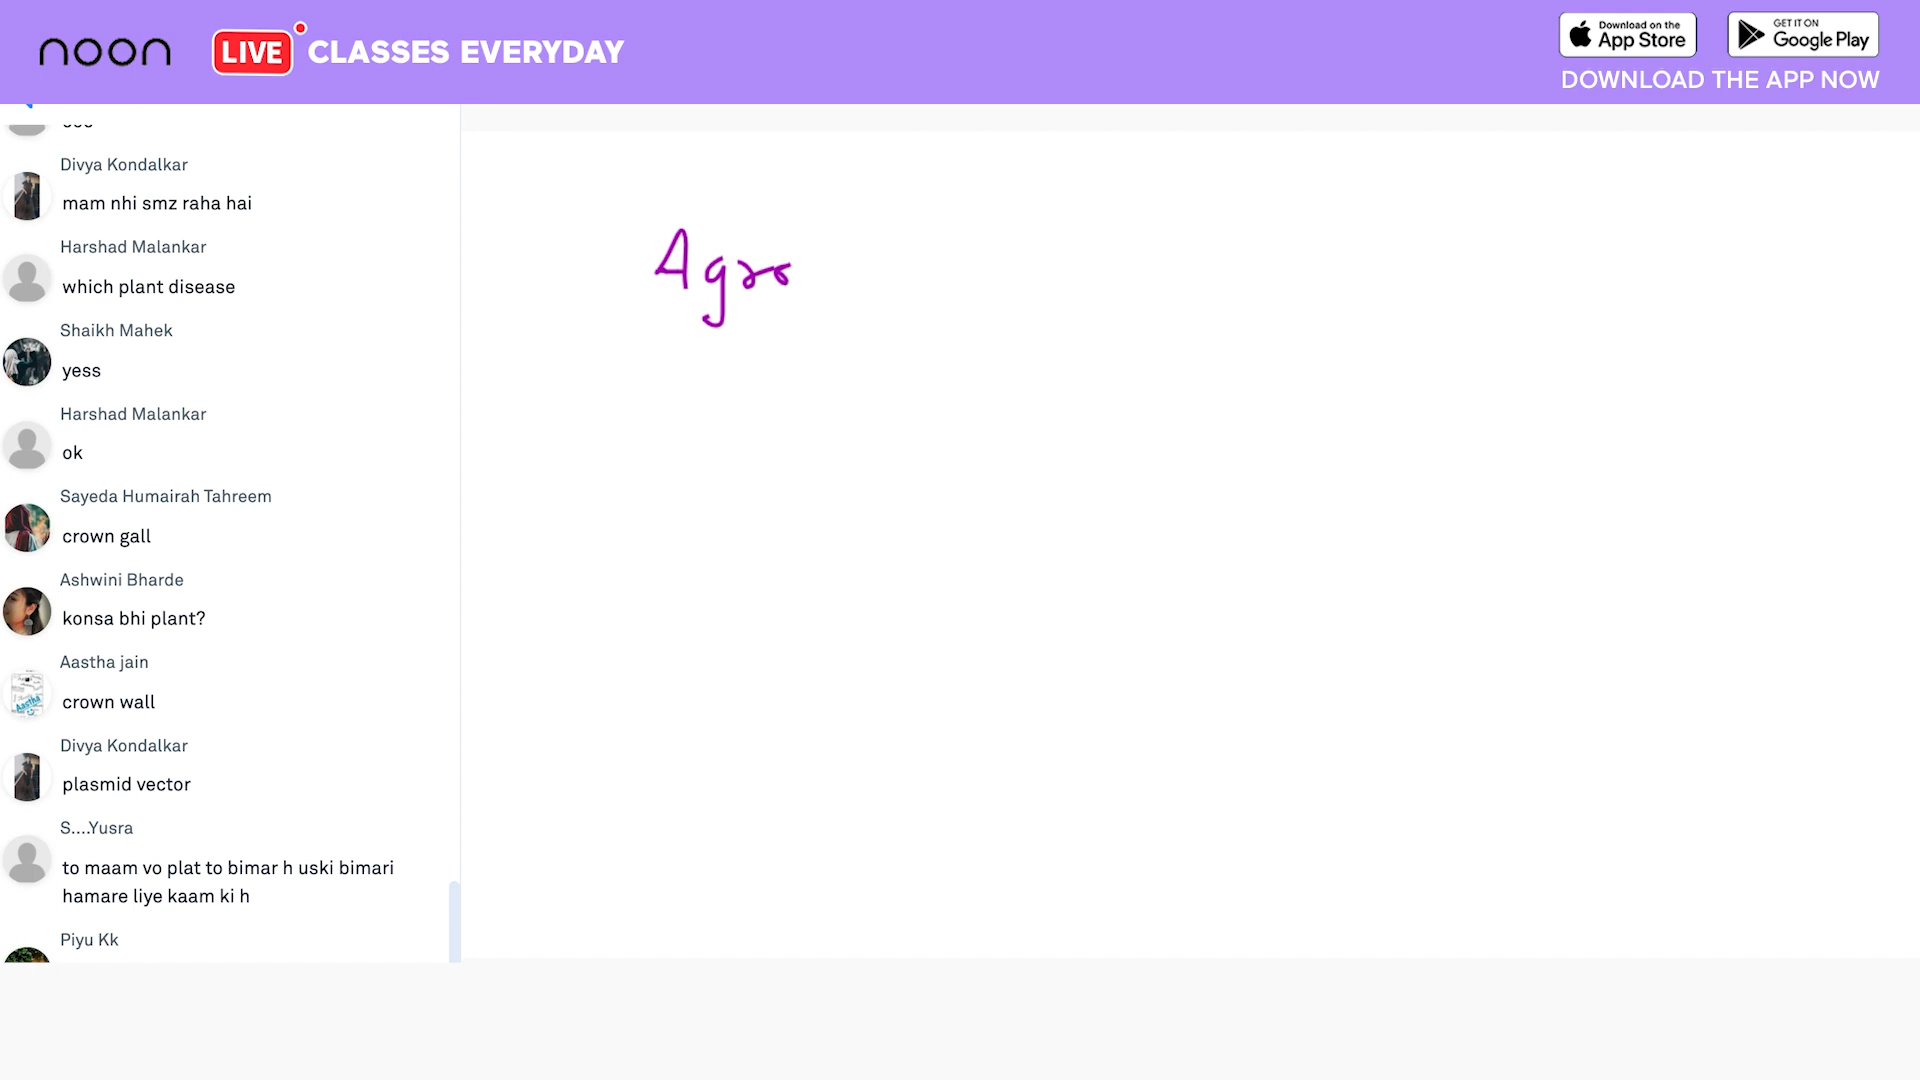 noon LIVE CLASSES EVERYDAY
Download on the App Store
GET IT ON Google Play
DOWNLOAD THE APP NOW
Divya Kondalkar
mam nhi smz raha hai
Harshad Malankar
which plant disease
Shaikh Mahek
yess
Harshad Malankar
ok
Sayeda Humairah Tahreem
crown gall
Ashwini Bharde
konsa bhi plant?
Aastha jain
crown wall
Divya Kondalkar
plasmid vector
S....Yusra
to maam vo plat to bimar h uski bimari
hamare liye kaam ki h
Piyu Kk
Agro